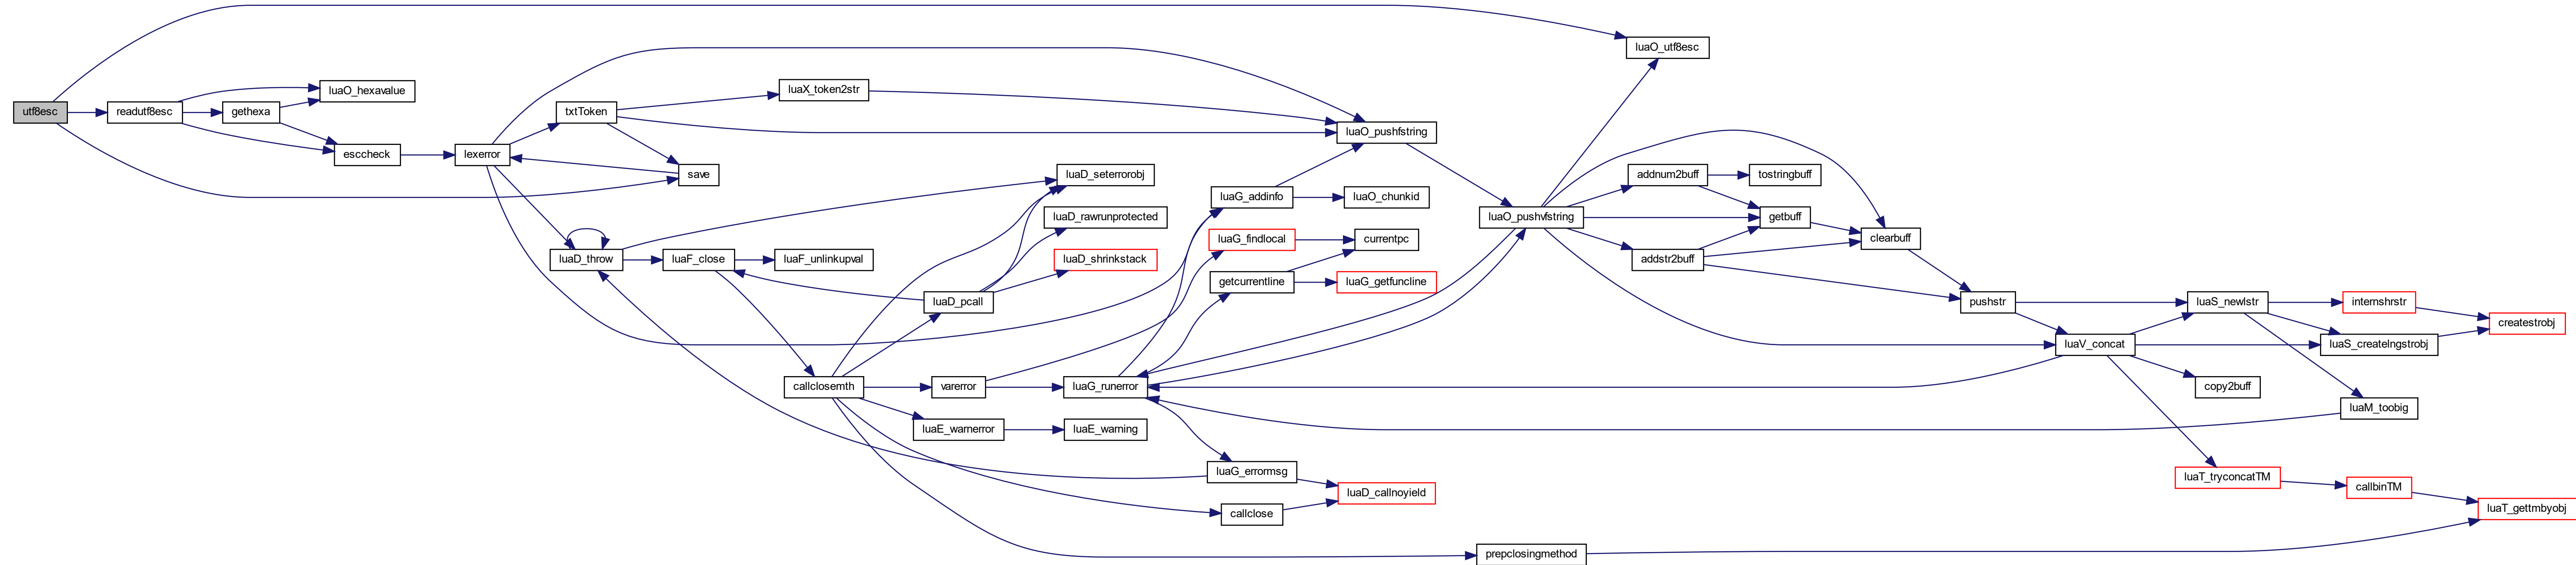 luaO_utf8esc
utf8esc
readutf8esc
gethexa
luaO_hexavalue
esccheck
lexerror
txtToken
luaX_token2str
save
luaO_pushfstring
luaD_seterrorobj
luaD_rawrunprotected
luaD_shrinkstack
luaD_throw
luaF_close
luaF_unlinkupval
luaD_pcall
luaG_addinfo
luaO_chunkid
luaG_findlocal
currentpc
getcurrentline
luaG_getfuncline
luaO_pushvfstring
addnum2buff
tostringbuff
getbuff
addstr2buff
clearbuff
pushstr
luaS_newlstr
internshrstr
createstrobj
luaV_concat
luaS_createlngstrobj
copy2buff
luaM_toobig
callclosemth
varerror
luaG_runerror
luaE_warnerror
luaE_warning
luaG_errormsg
luaD_callnoyield
callclose
luaT_tryconcatTM
callbinTM
luaT_gettmbyobj
prepclosingmethod